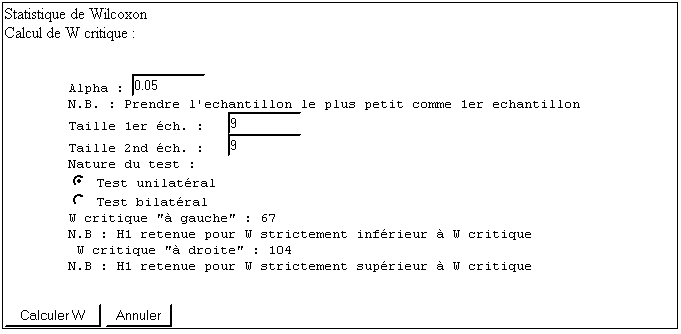 Statistique de Wilcoxon
Calcul de W critique :
Alpha : 0.05
N.B. : Prendre l'echantillon le plus petit comme 1er echantillon
Taille 1er éch. : 9
Taille 2nd éch. : 9
Nature du test :
Test unilatéral
Test bilatéral
W critique "à gauche" : 67
N.B : H1 retenue pour W strictement inférieur à W critique
W critique "à droite" : 104
N.B : H1 retenue pour W strictement supérieur à W critique
Calculer W Annuler